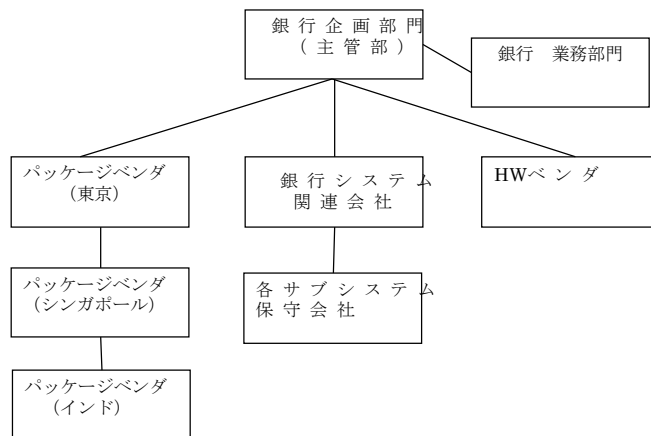 銀行企画部門
(主管部)
銀行 業務部門
パッケージベンダ
(東京)
銀行システム
関連会社
HWベンダ
パッケージベンダ
(シンガポール)
各サブシステム
保守会社
パッケージベンダ
(インド)